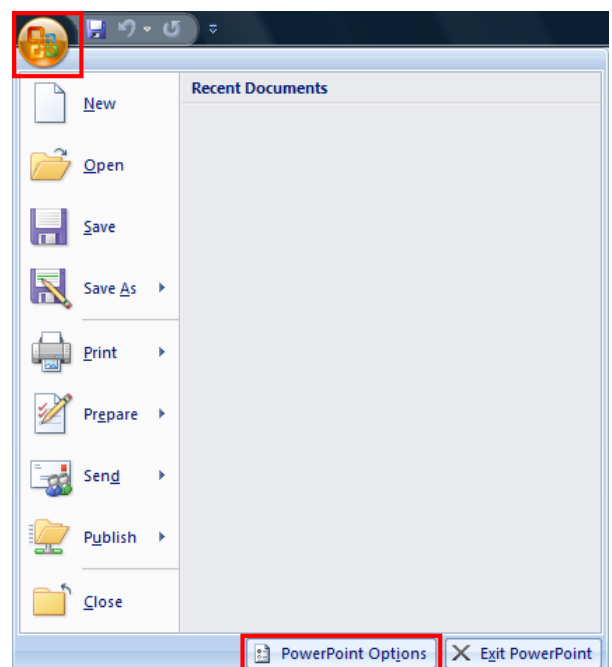 Recent Documents
New
Open
Save
Save As
Print
Prepare
Send
Publish
Close
PowerPoint Options
Exit PowerPoint